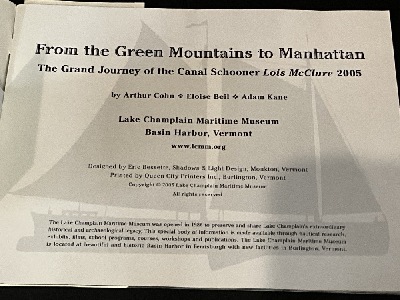 From the Green Mountains to Manhattan
The Grand Journey of the Canal Schooner Lois McClure 2005
by Arthur Cohn ❖ Eloise Beil ❖ Adam Kane
Lake Champlain Maritime Museum
Basin Harbor, Vermont
www.lcmm.org
Designed by Eric Bessette, Shadows & Light Design, Monkton, Vermont
Printed by Queen City Printers Inc., Burlington, Vermont
Copyright © 2005 Lake Champlain Maritime Museum
All rights reserved
The Lake Champlain Maritime Museum was opened in 1986 to preserve and share Lake Champlain's extraordinary
historical and archaeological legacy. This special body of information is made available through nautical research,
exhibits, films, school programs, courses, workshops and publications. The Lake Champlain Maritime Museum
is located at beautiful and historic Basin Harbor in Ferrisburgh with new facilities in Burlington, Vermont.